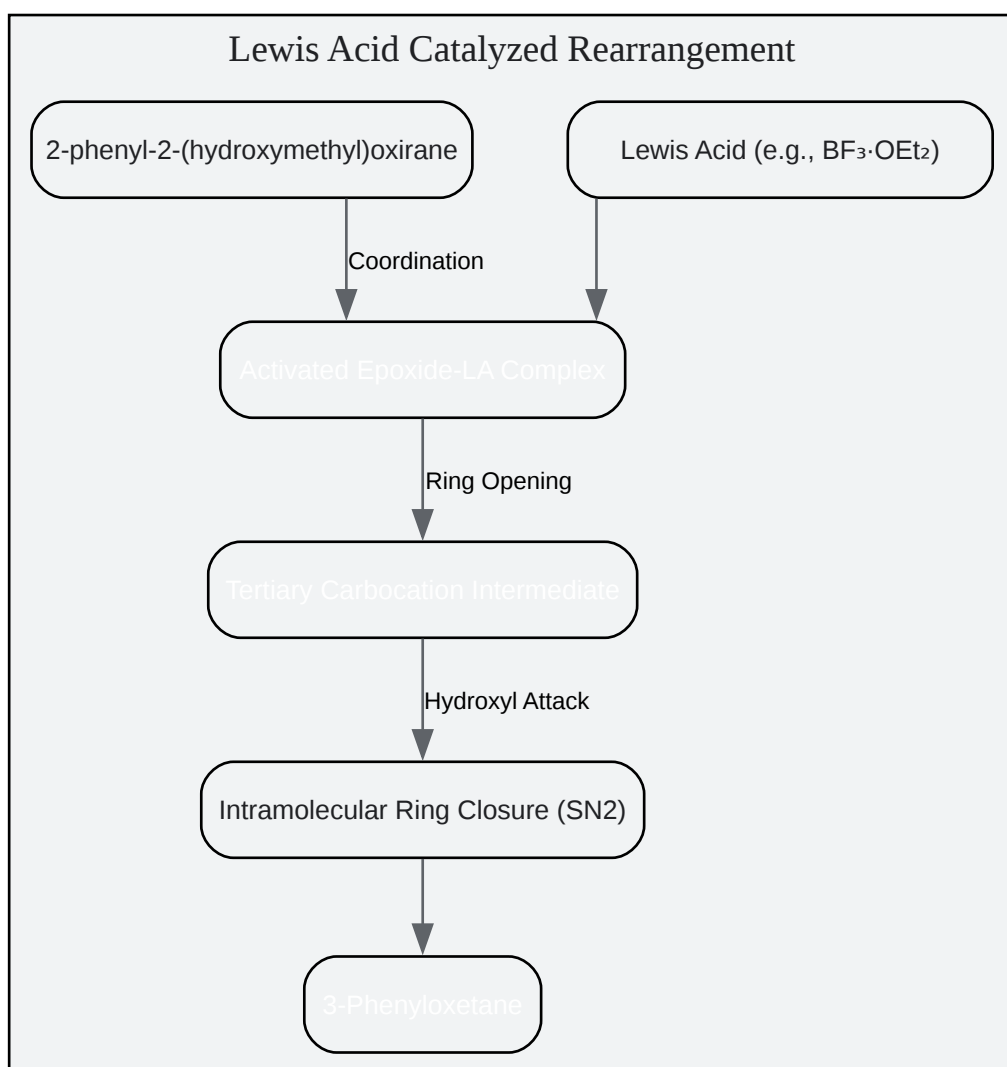 Lewis Acid Catalyzed Rearrangement
2-phenyl-2-(hydroxymethyl)oxirane
Lewis Acid (e.g., BF₃·OEt₂)
Coordination
Activated Epoxide-LA Complex
Ring Opening
Tertiary Carbocation Intermediate
Hydroxyl Attack
Intramolecular Ring Closure (SN2)
3-Phenyloxetane